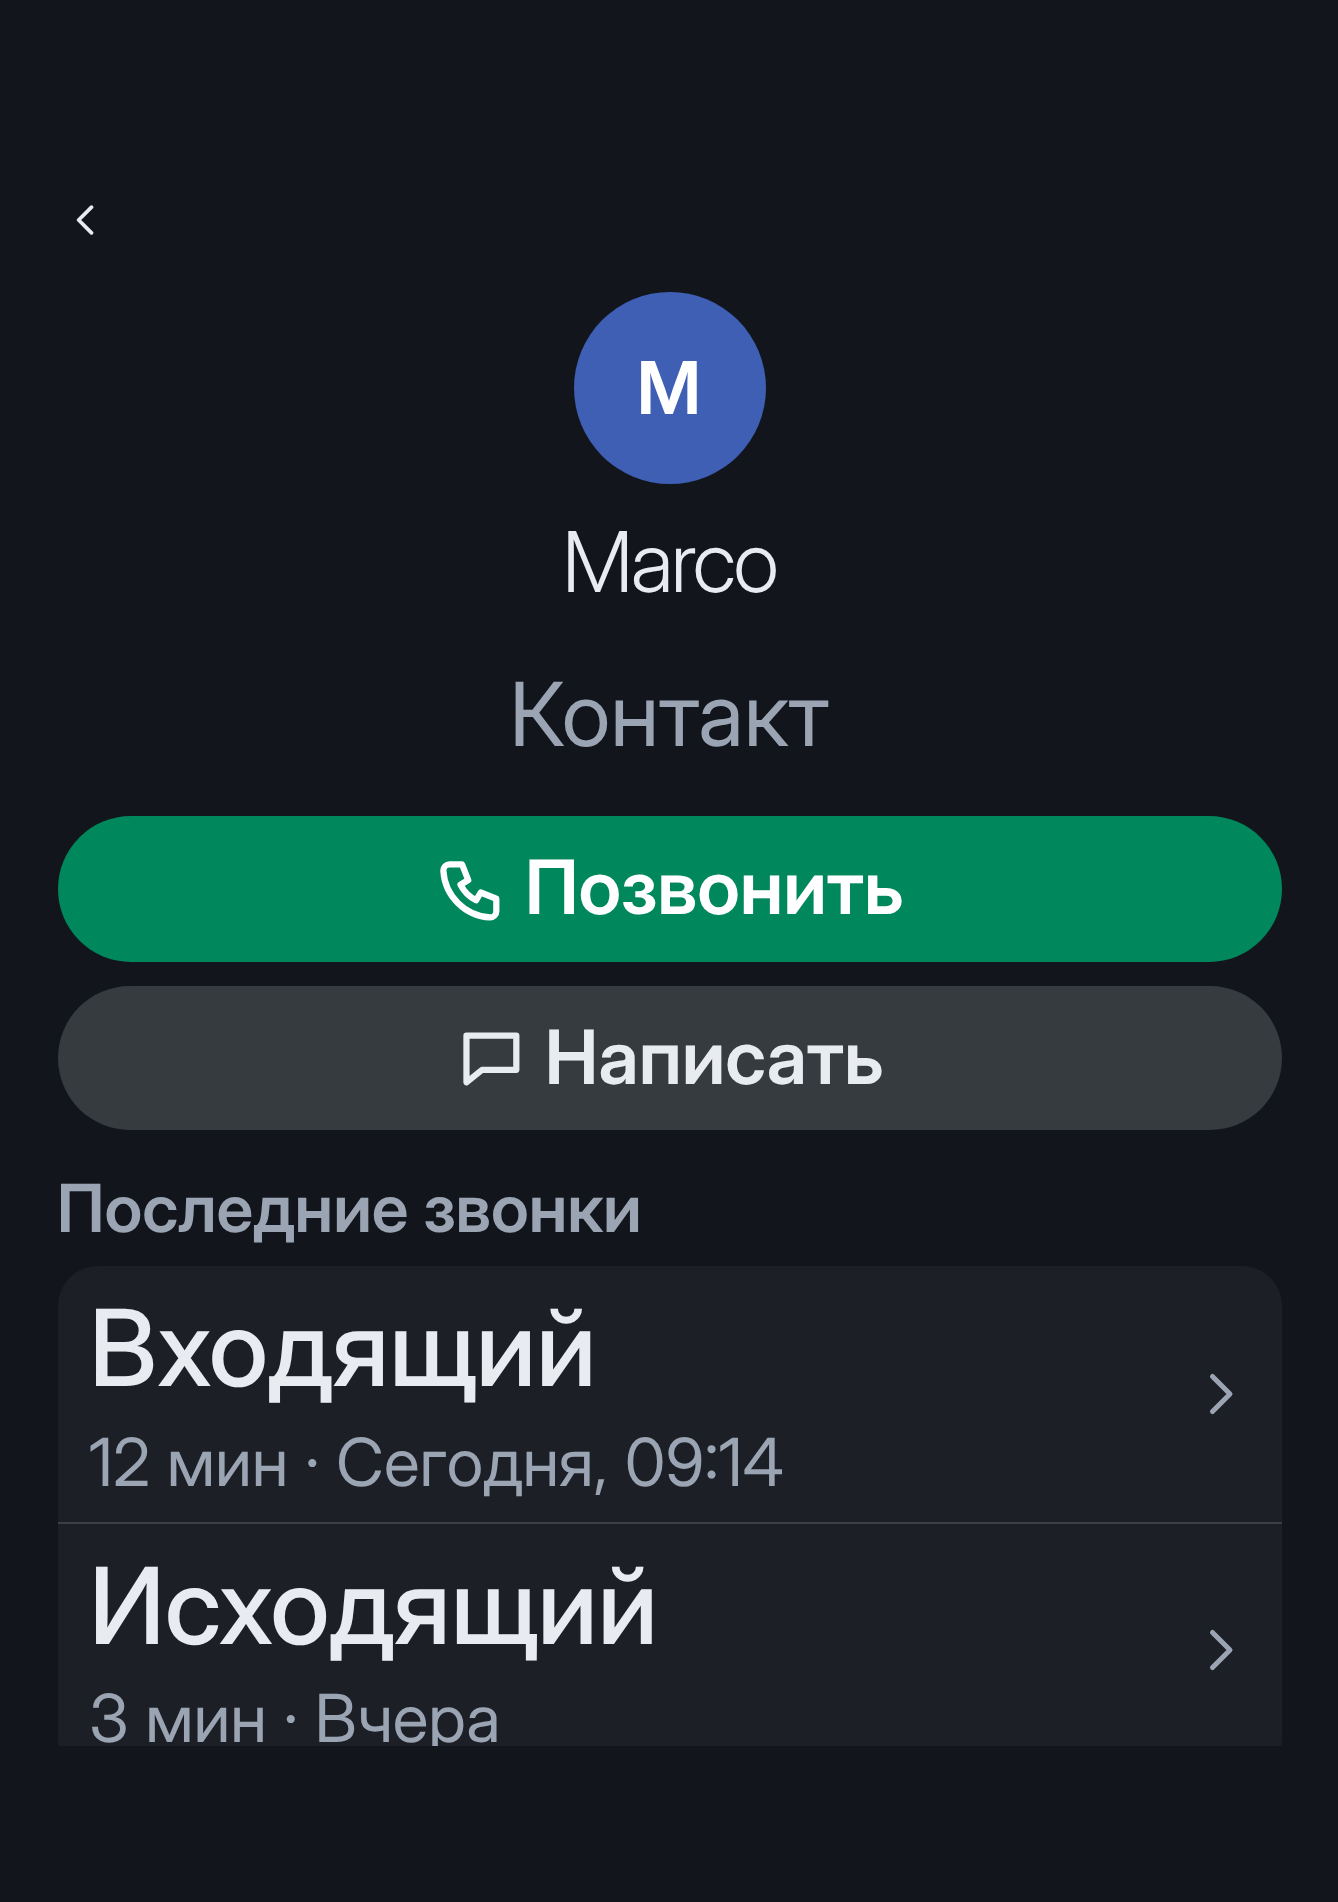 M
Marco
Контакт
Позвонить
Написать
Последние звонки
Входящий
12 мин · Сегодня, 09:14
Исходящий
3 мин · Вчера